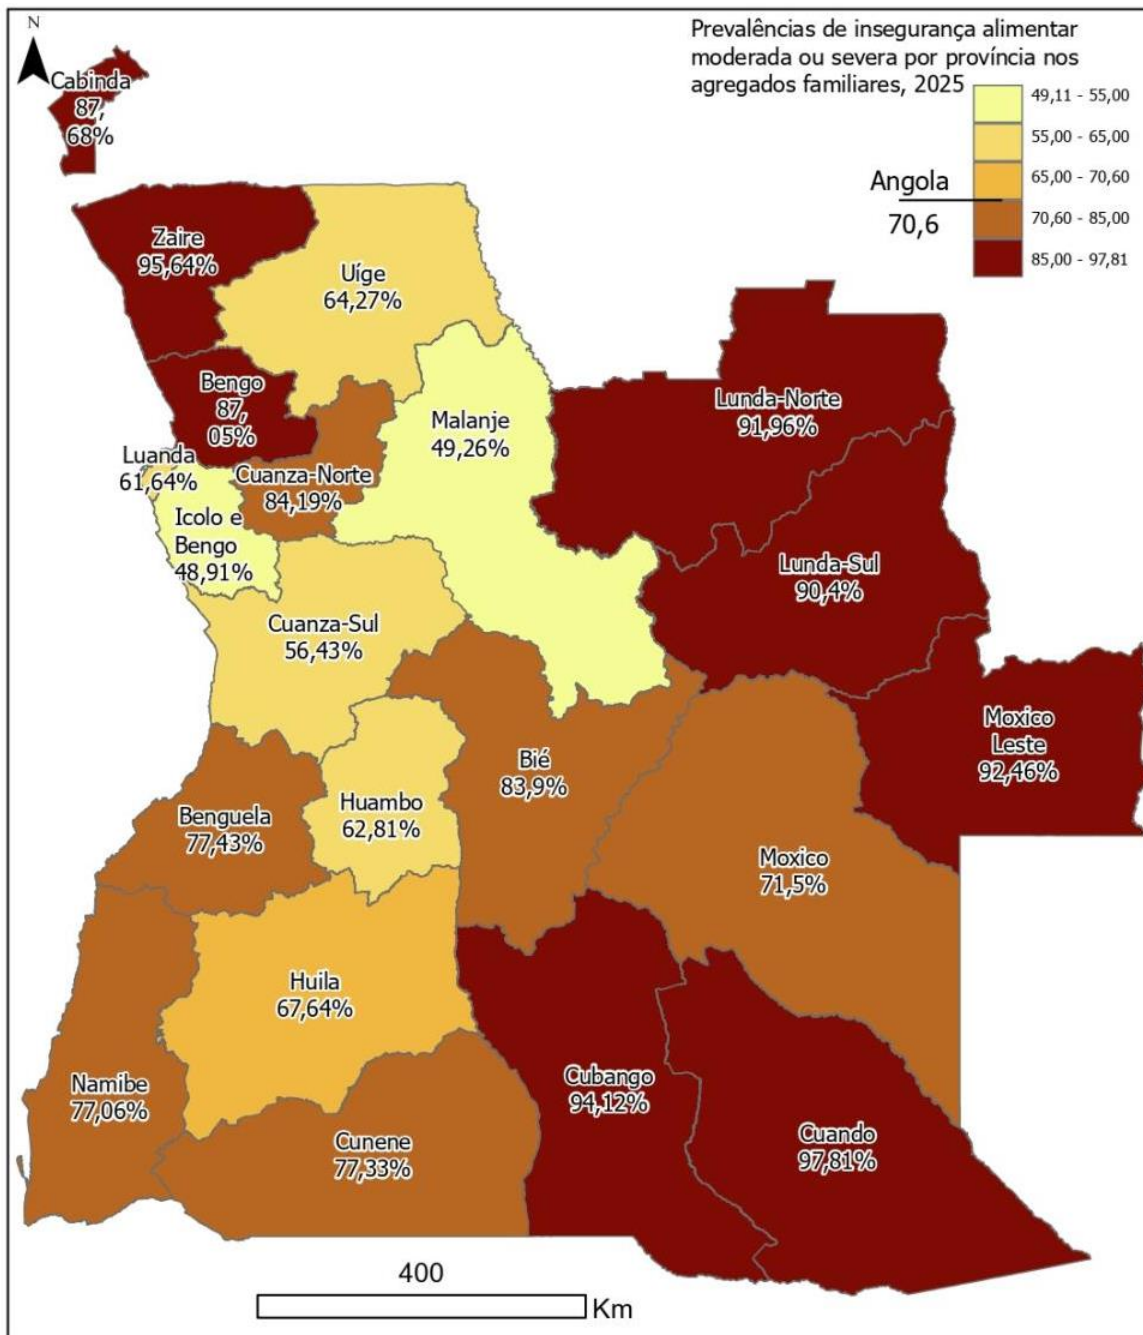 Prevalências de insegurança alimentar
moderada ou severa por província nos
agregados familiares, 2025
49,11 - 55,00
55,00 - 65,00
65,00 - 70,60
70,60 - 85,00
85,00 - 97,81
Angola
70,6
N
Cabinda
87,
68%
Zaire
95,64%
Uíge
64,27%
Bengo
87,
05%
Malanje
49,26%
Lunda-Norte
91,96%
Luanda
61,64%
Cuanza-Norte
84,19%
Icolo e
Bengo
48,91%
Lunda-Sul
90,4%
Cuanza-Sul
56,43%
Moxico
Leste
92,46%
Bié
83,9%
Huambo
62,81%
Benguela
77,43%
Moxico
71,5%
Huila
67,64%
Namibe
77,06%
Cubango
94,12%
Cunene
77,33%
Cuando
97,81%
400
Km